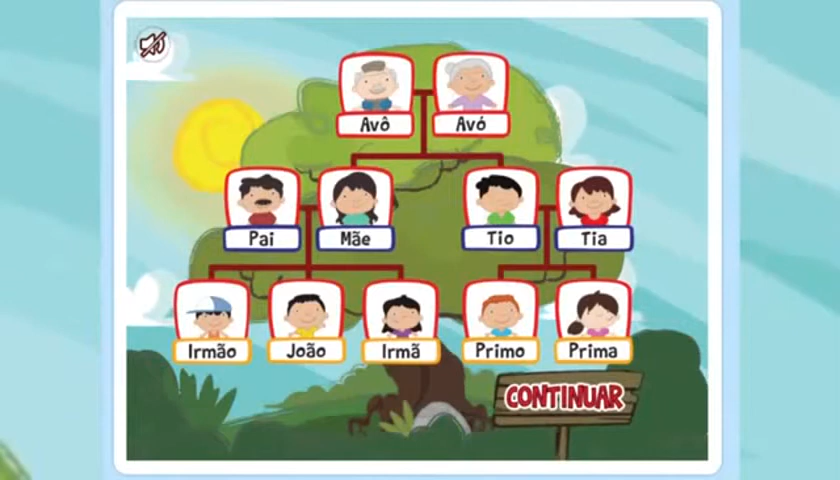 Avô
Avó
Pai
Mãe
Tio
Tia
Irmão
João
Irmã
Primo
Prima
CONTINUAR